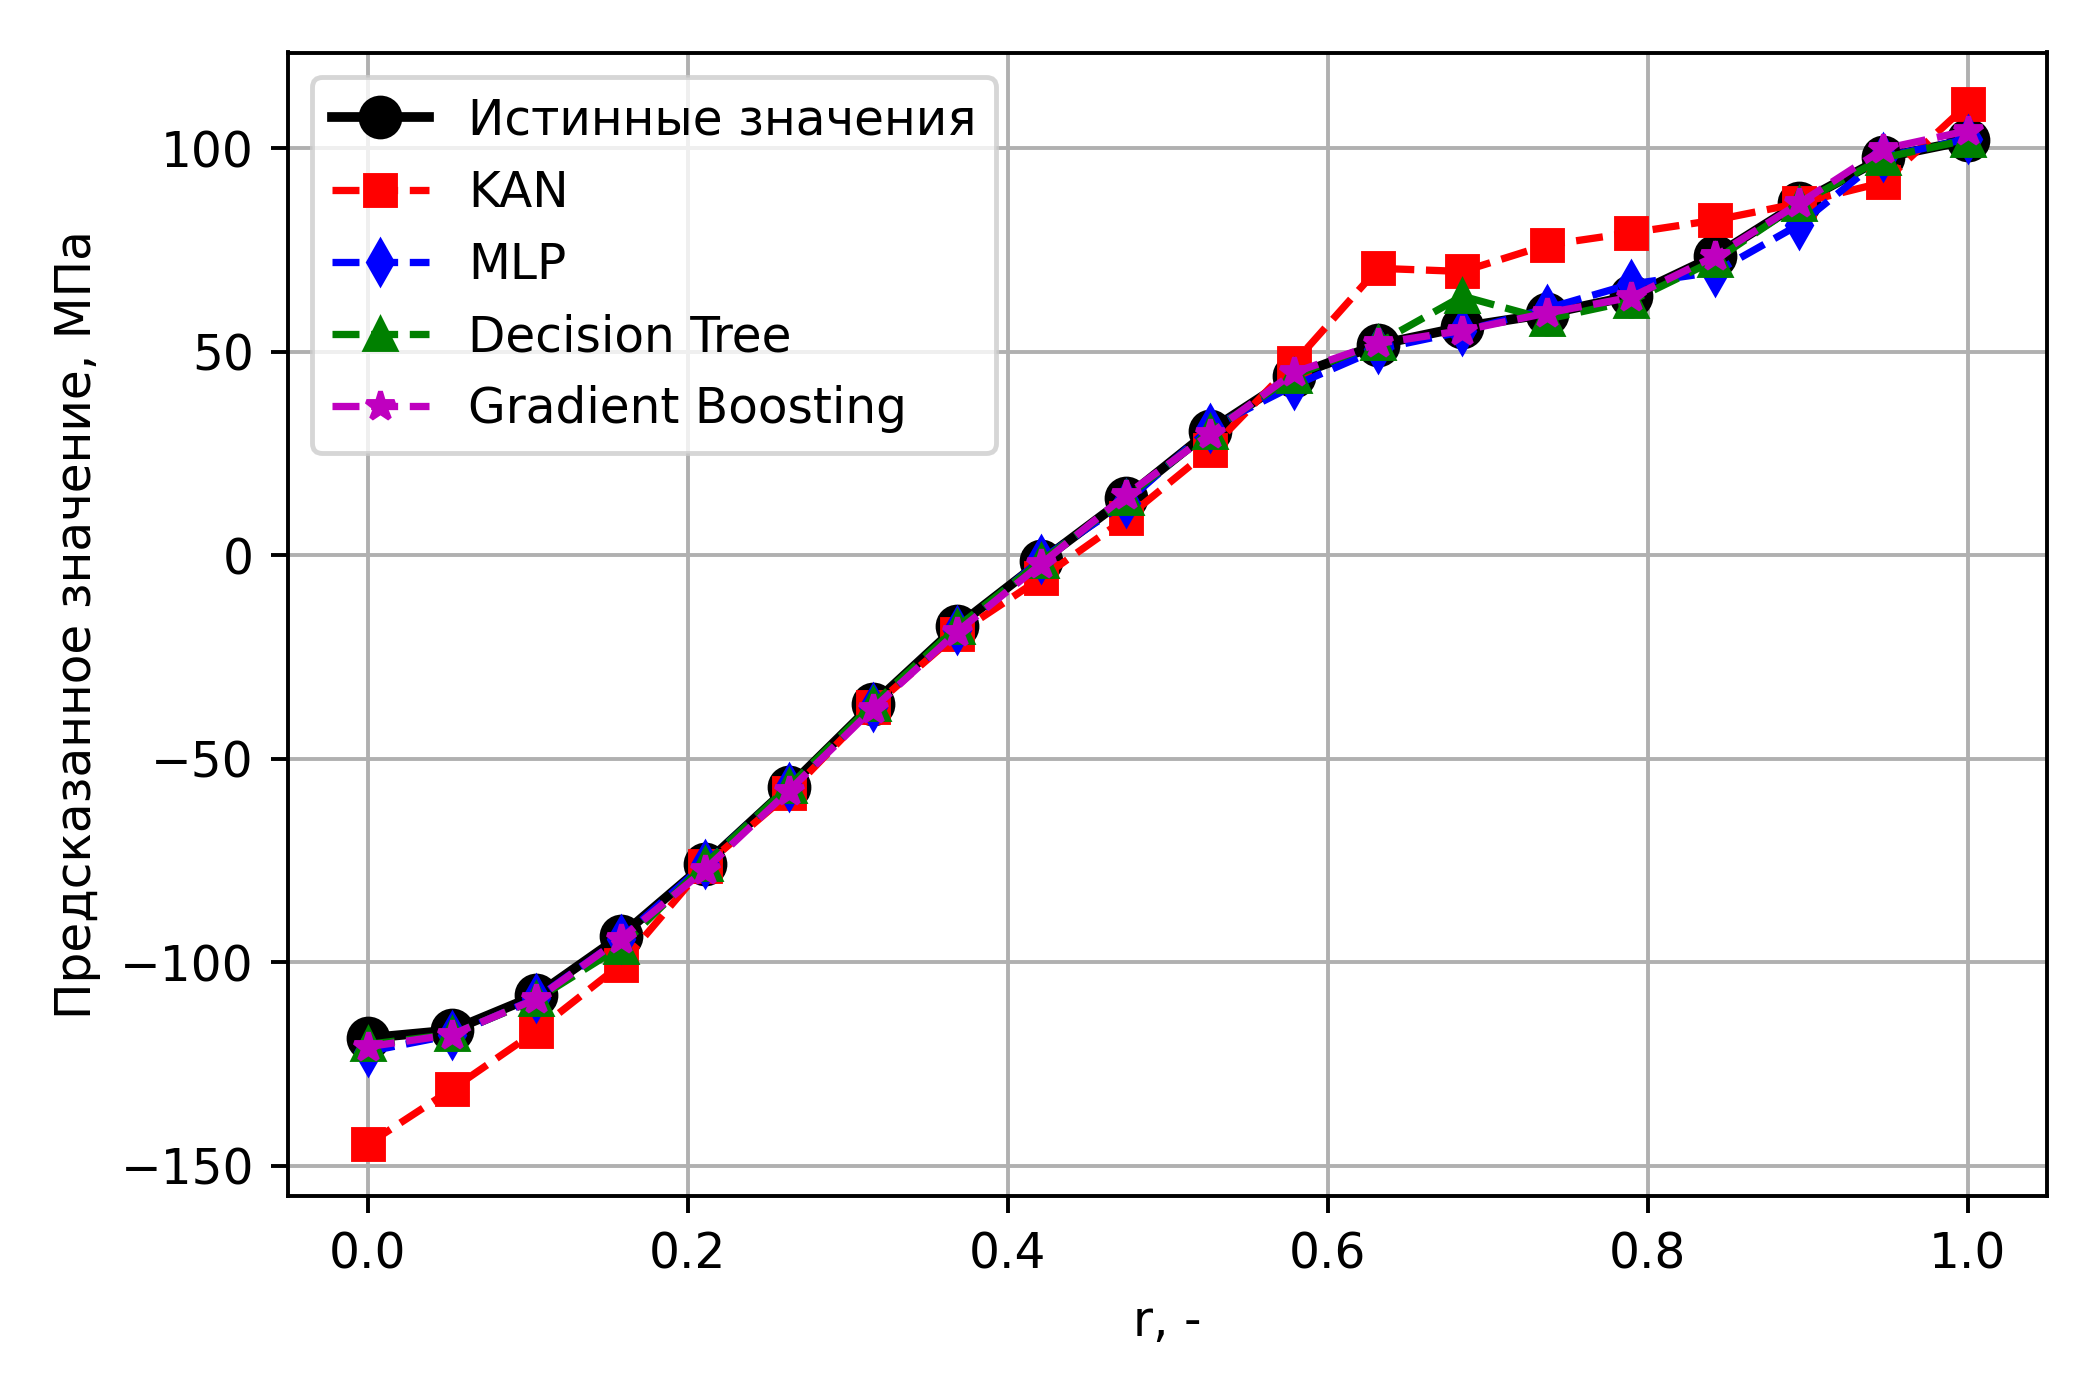 Истинные значения
KAN
MLP
Decision Tree
Gradient Boosting
Предсказанное значение, МПа
100
50
0
−50
−100
−150
0.0 0.2 0.4 0.6 0.8 1.0
r, -